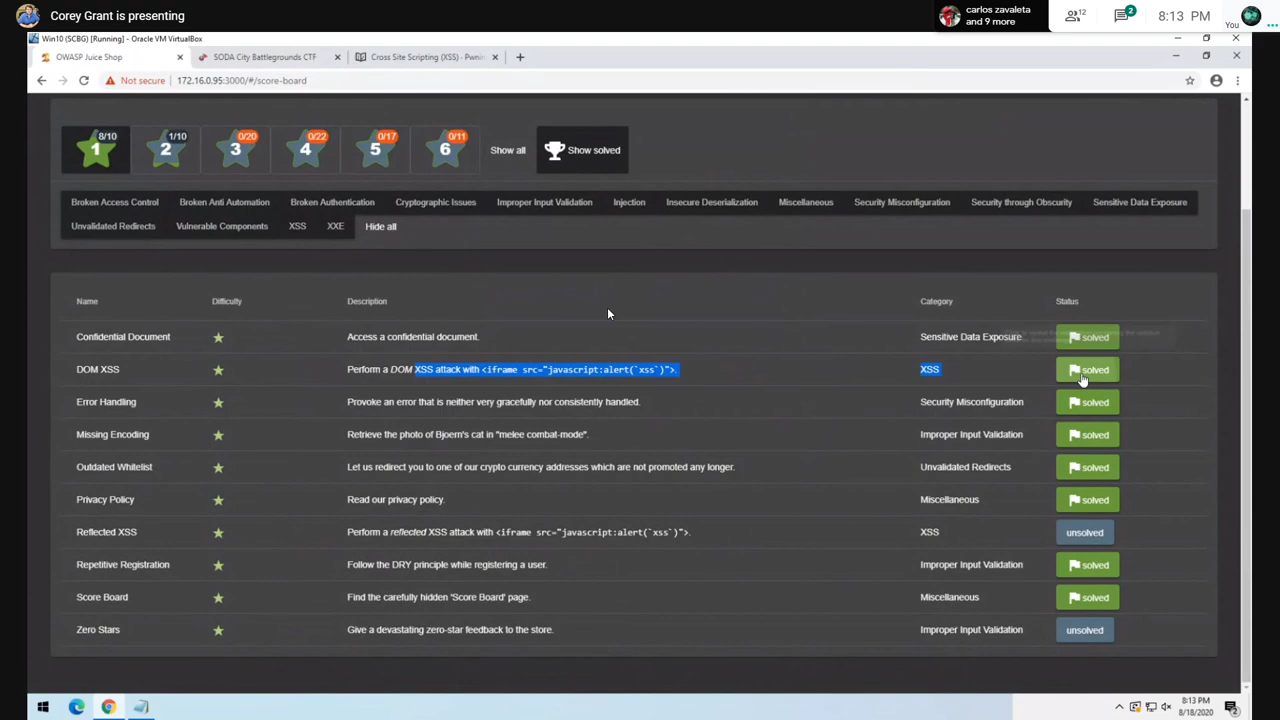 Corey Grant is presenting
carlos zavaleta
and 9 more
12
2
8:13 PM
You
Win10 (SCBG) [Running] - Oracle VM VirtualBox
OWASP Juice Shop
SODA City Battlegrounds CTF
Cross Site Scripting (XSS) - Pwnin
Not secure
172.16.0.95:3000/#/score-board
1 8/10
2 1/10
3 0/20
4 0/22
5 0/17
6 0/11
Show all
Show solved
Broken Access Control Broken Anti Automation Broken Authentication Cryptographic Issues Improper Input Validation Injection Insecure Deserialization Miscellaneous Security Misconfiguration Security through Obscurity Sensitive Data Exposure
Unvalidated Redirects Vulnerable Components XSS XXE Hide all
Name Difficulty Description Category Status
Confidential Document Access a confidential document. Sensitive Data Exposure solved
DOM XSS Perform a DOM XSS attack with <iframe src="javascript:alert(`xss`)">. XSS solved
Error Handling Provoke an error that is neither very gracefully nor consistently handled. Security Misconfiguration solved
Missing Encoding Retrieve the photo of Bjoern's cat in "melee combat-mode". Improper Input Validation solved
Outdated Whitelist Let us redirect you to one of our crypto currency addresses which are not promoted any longer. Unvalidated Redirects solved
Privacy Policy Read our privacy policy. Miscellaneous solved
Reflected XSS Perform a reflected XSS attack with <iframe src="javascript:alert(`xss`)">. XSS unsolved
Repetitive Registration Follow the DRY principle while registering a user. Improper Input Validation solved
Score Board Find the carefully hidden 'Score Board' page. Miscellaneous solved
Zero Stars Give a devastating zero-star feedback to the store. Improper Input Validation unsolved
8:13 PM
8/18/2020
2